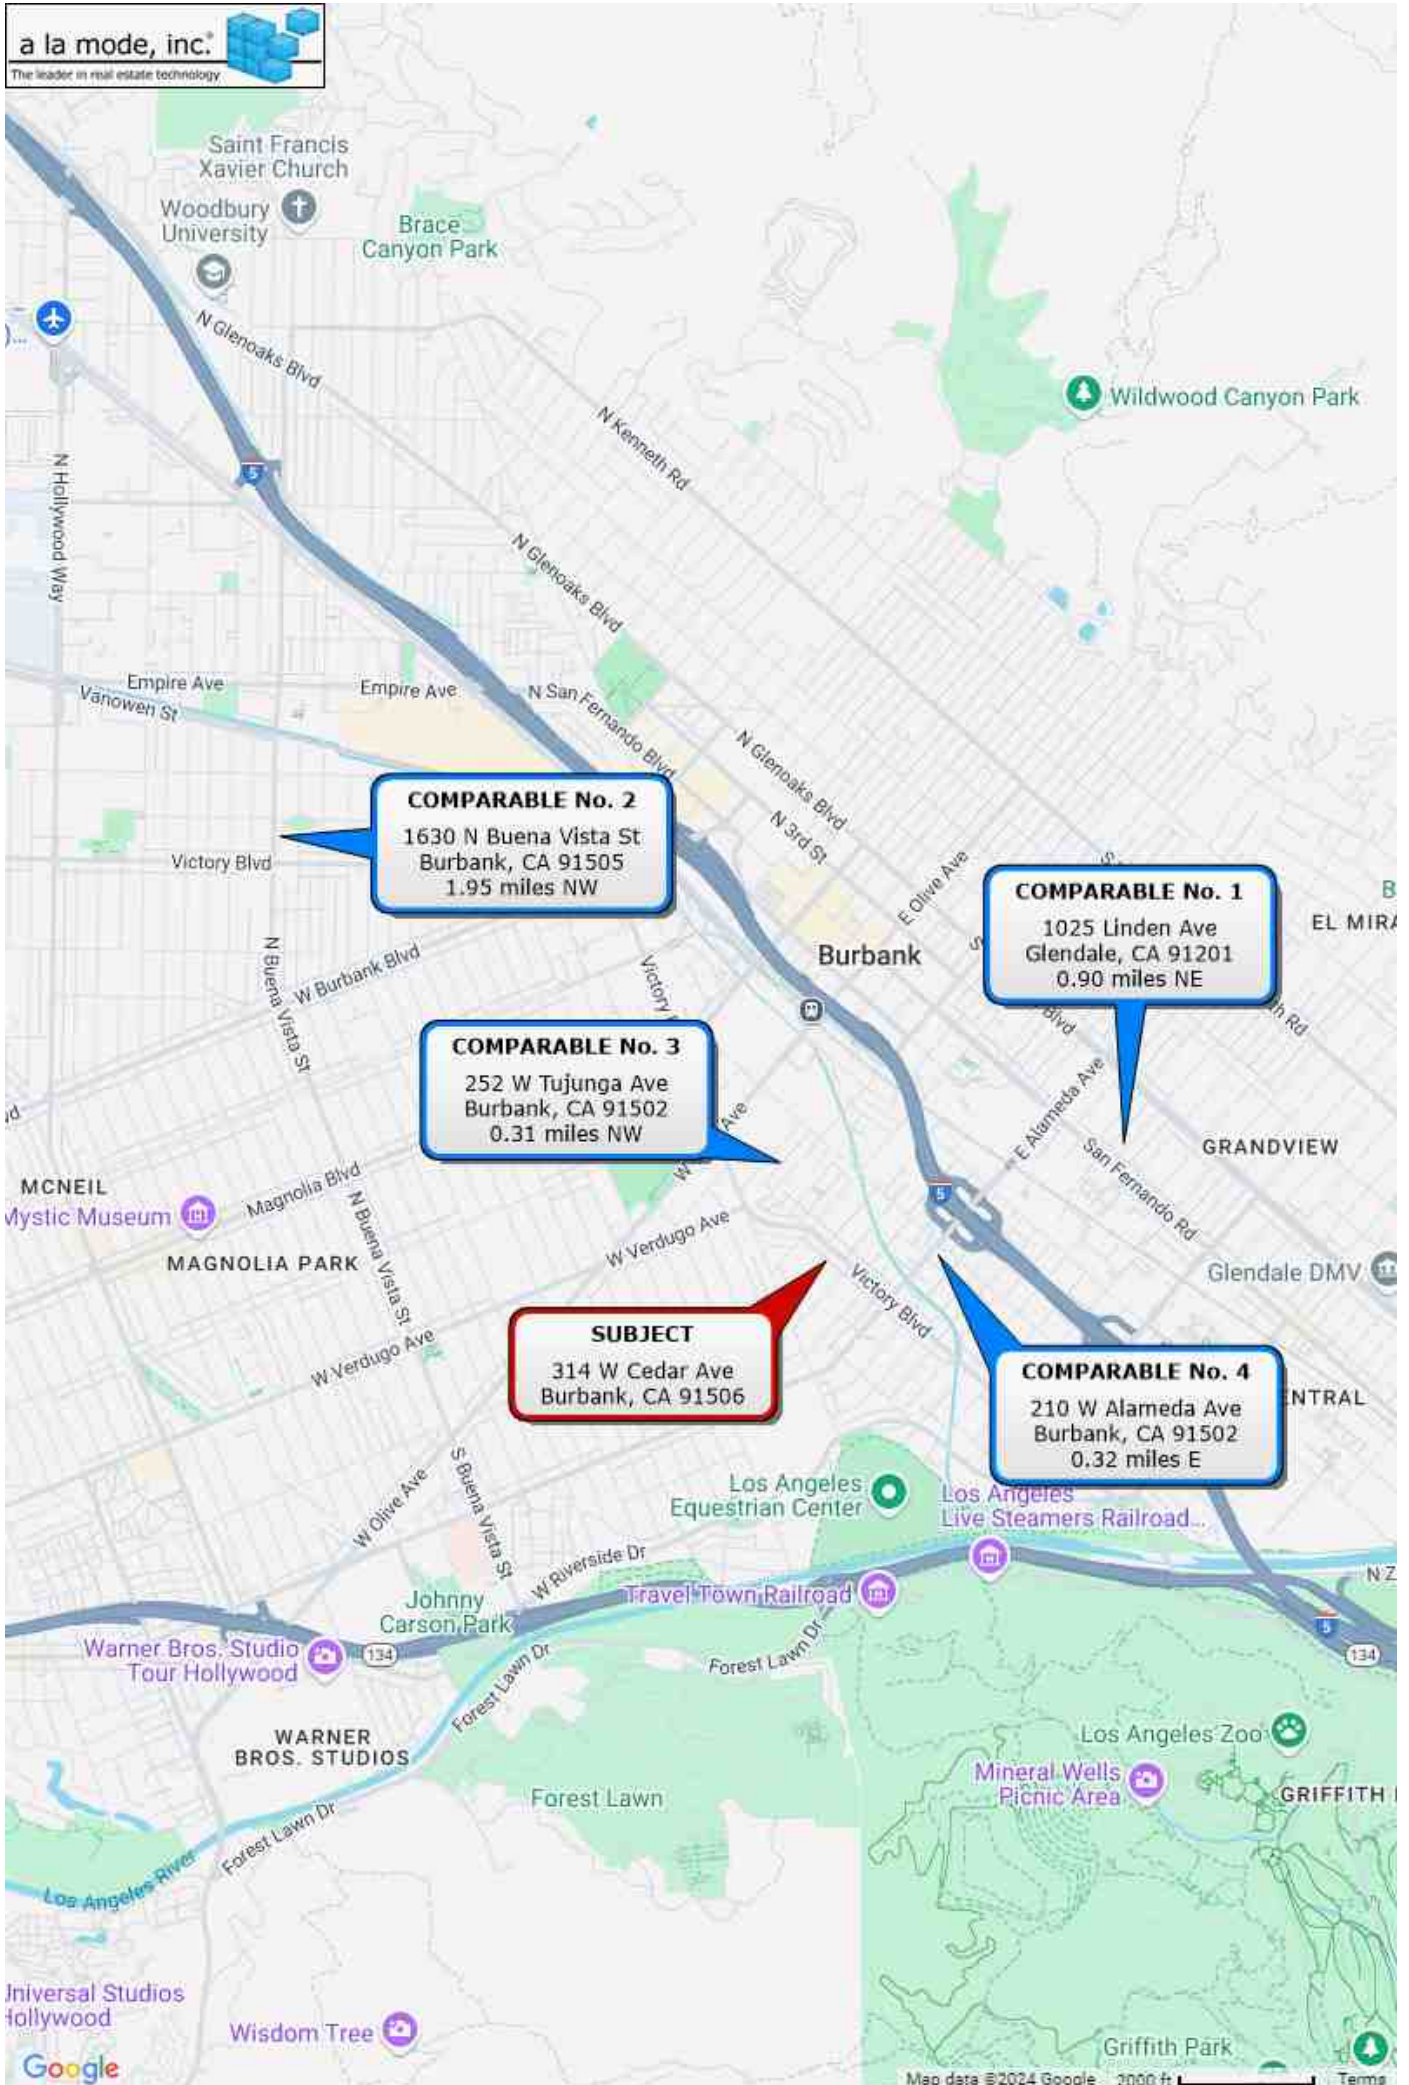 a la mode, inc.®
The leader in real estate technology
Saint Francis
Xavier Church
Woodbury
University
Brace
Canyon Park
N Glenoaks Blvd
Wildwood Canyon Park
N Kenneth Rd
5
N Hollywood Way
N Glenoaks Blvd
Empire Ave
Vanowen St
Empire Ave
N San Fernando Blvd
N Glenoaks Blvd
COMPARABLE No. 2
1630 N Buena Vista St
Burbank, CA 91505
1.95 miles NW
N 3rd St
Victory Blvd
E Olive Ave
COMPARABLE No. 1
1025 Linden Ave
Glendale, CA 91201
0.90 miles NE
EL MIRA
Burbank
N Buena Vista St
W Burbank Blvd
Victory
Blvd
th Rd
COMPARABLE No. 3
252 W Tujunga Ave
Burbank, CA 91502
0.31 miles NW
Ave
W
E Alameda Ave
GRANDVIEW
San Fernando Rd
MCNEIL
Mystic Museum
Magnolia Blvd
5
MAGNOLIA PARK
N Buena Vista St
W Verdugo Ave
Glendale DMV
Victory Blvd
SUBJECT
314 W Cedar Ave
Burbank, CA 91506
W Verdugo Ave
COMPARABLE No. 4
210 W Alameda Ave
Burbank, CA 91502
0.32 miles E
ENTRAL
S Buena Vista St
W Olive Ave
Los Angeles
Equestrian Center
Los Angeles
Live Steamers Railroad...
W Riverside Dr
Travel Town Railroad
N Z
Johnny
Carson Park
Warner Bros. Studio
Tour Hollywood
134
Forest Lawn Dr
Forest Lawn Dr
5
134
WARNER
BROS. STUDIOS
Los Angeles Zoo
Mineral Wells
Picnic Area
GRIFFITH
Forest Lawn
Forest Lawn Dr
Los Angeles River
Universal Studios
Hollywood
Wisdom Tree
Griffith Park
Google
Map data ©2024 Google
2000 ft
Terms